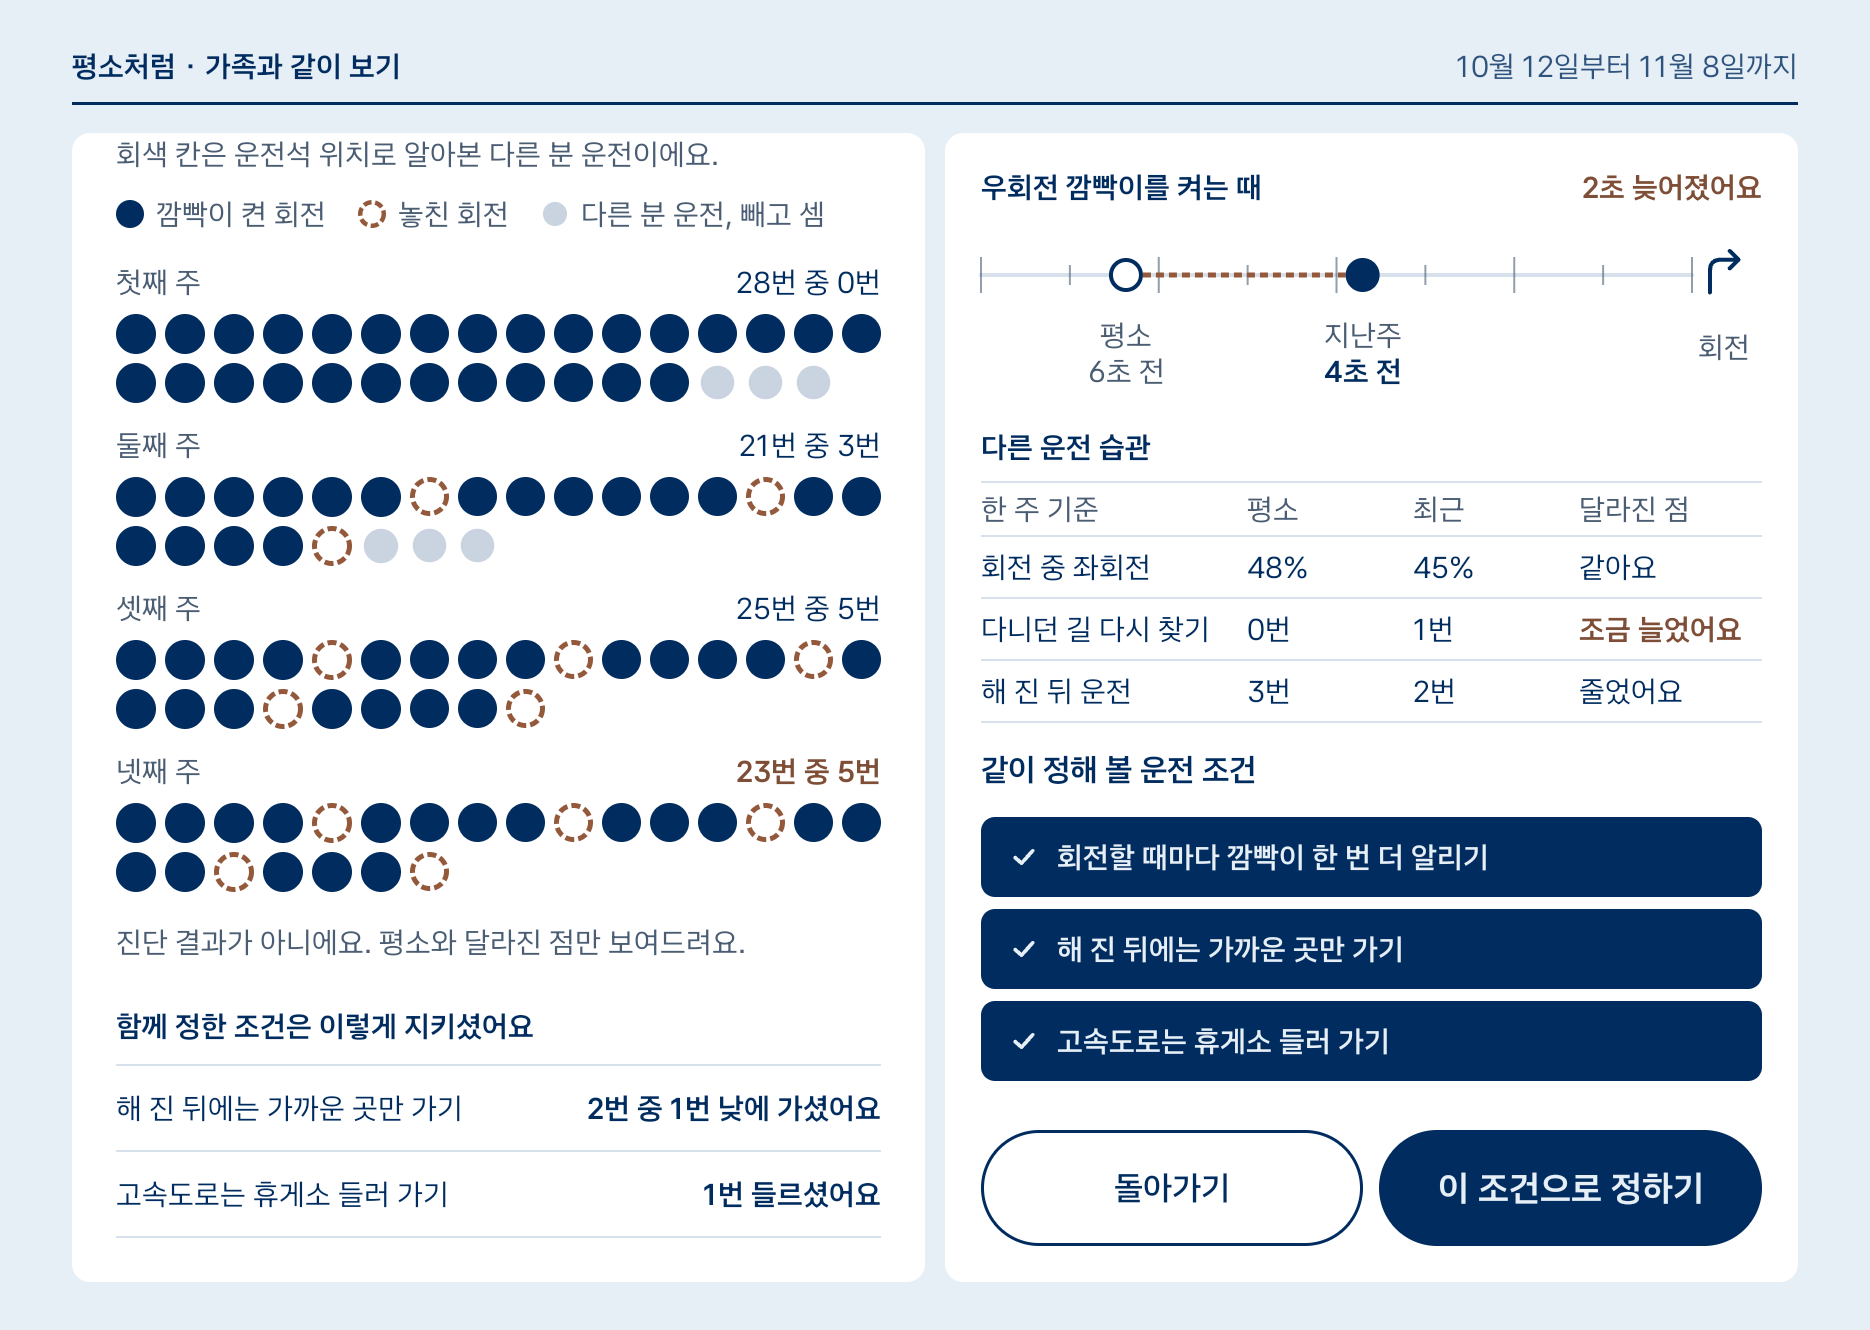 평소처럼 · 가족과 같이 보기
10월 12일부터 11월 8일까지
회색 칸은 운전석 위치로 알아본 다른 분 운전이에요.
깜빡이 켠 회전
놓친 회전
다른 분 운전, 빼고 셈
첫째 주
28번 중 0번
둘째 주
21번 중 3번
셋째 주
25번 중 5번
넷째 주
23번 중 5번
진단 결과가 아니에요. 평소와 달라진 점만 보여드려요.
함께 정한 조건은 이렇게 지키셨어요
해 진 뒤에는 가까운 곳만 가기
2번 중 1번 낮에 가셨어요
고속도로는 휴게소 들러 가기
1번 들르셨어요
우회전 깜빡이를 켜는 때
2초 늦어졌어요
평소
6초 전
지난주
4초 전
회전
다른 운전 습관
한 주 기준 평소 최근 달라진 점
회전 중 좌회전 48% 45% 같아요
다니던 길 다시 찾기 0번 1번 조금 늘었어요
해 진 뒤 운전 3번 2번 줄었어요
같이 정해 볼 운전 조건
회전할 때마다 깜빡이 한 번 더 알리기
해 진 뒤에는 가까운 곳만 가기
고속도로는 휴게소 들러 가기
돌아가기
이 조건으로 정하기